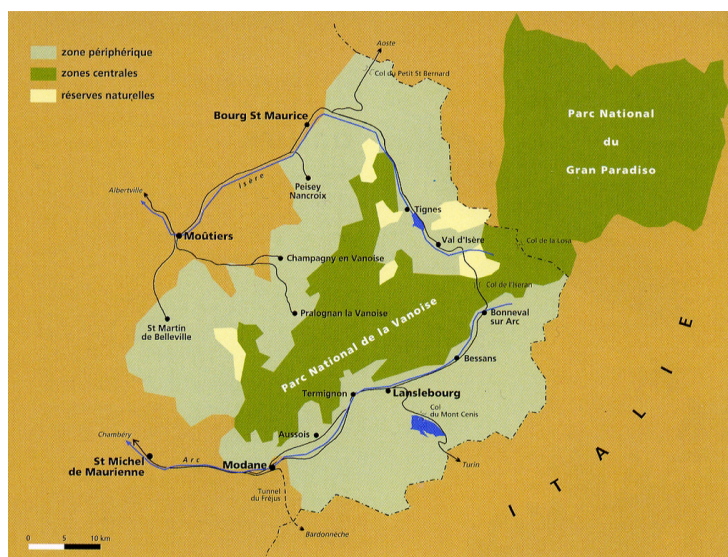 zone périphérique
zones centrales
réserves naturelles
Aoste
Col du Petit St Bernard
Bourg St Maurice
Parc National
du
Gran Paradiso
Isère
Peisey
Nancroix
Albertville
Tignes
Moûtiers
Val d'Isère
Col de la Losa
Champagny en Vanoise
Col de l'Iseran
St Martin
de Belleville
Pralognan la Vanoise
Bonneval
sur Arc
Parc National de la Vanoise
Bessans
Termignon
Lanslebourg
Col
du Mont Cenis
Chambéry
Aussois
St Michel
de Maurienne
Arc
Modane
Turin
Tunnel
du Fréjus
Bardonnèche
ITALIE
0 5 10 km